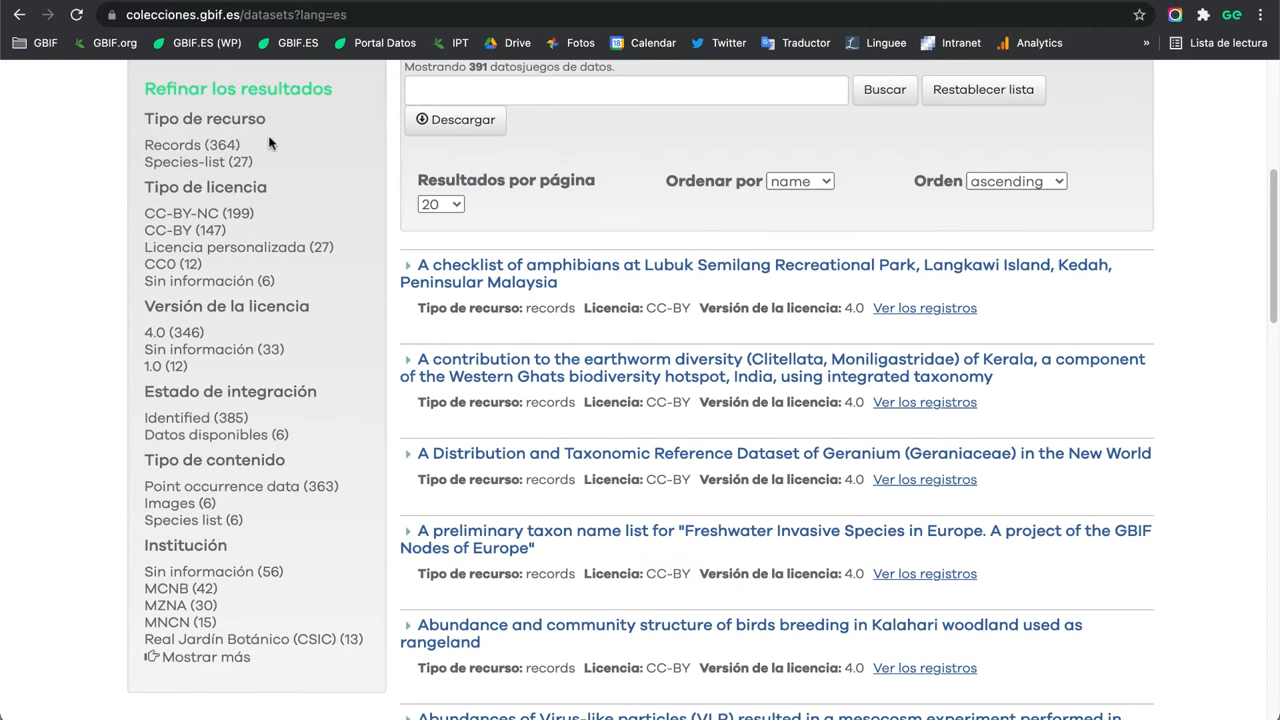 colecciones.gbif.es/datasets?lang=es
GBIF GBIF.org GBIF.ES (WP) GBIF.ES Portal Datos IPT Drive Fotos 18 Calendar Twitter Traductor Linguee Intranet Analytics » Lista de lectura
Refinar los resultados
Tipo de recurso
Records (364)
Species-list (27)
Tipo de licencia
CC-BY-NC (199)
CC-BY (147)
Licencia personalizada (27)
CC0 (12)
Sin información (6)
Versión de la licencia
4.0 (346)
Sin información (33)
1.0 (12)
Estado de integración
Identified (385)
Datos disponibles (6)
Tipo de contenido
Point occurrence data (363)
Images (6)
Species list (6)
Institución
Sin información (56)
MCNB (42)
MZNA (30)
MNCN (15)
Real Jardín Botánico (CSIC) (13)
Mostrar más
Mostrando 391 datosjuegos de datos.
Buscar Restablecer lista
Descargar
Resultados por página Ordenar por name Orden ascending
20
A checklist of amphibians at Lubuk Semilang Recreational Park, Langkawi Island, Kedah,
Peninsular Malaysia
Tipo de recurso: records Licencia: CC-BY Versión de la licencia: 4.0 Ver los registros
A contribution to the earthworm diversity (Clitellata, Moniligastridae) of Kerala, a component
of the Western Ghats biodiversity hotspot, India, using integrated taxonomy
Tipo de recurso: records Licencia: CC-BY Versión de la licencia: 4.0 Ver los registros
A Distribution and Taxonomic Reference Dataset of Geranium (Geraniaceae) in the New World
Tipo de recurso: records Licencia: CC-BY Versión de la licencia: 4.0 Ver los registros
A preliminary taxon name list for "Freshwater Invasive Species in Europe. A project of the GBIF
Nodes of Europe"
Tipo de recurso: records Licencia: CC-BY Versión de la licencia: 4.0 Ver los registros
Abundance and community structure of birds breeding in Kalahari woodland used as
rangeland
Tipo de recurso: records Licencia: CC-BY Versión de la licencia: 4.0 Ver los registros
Abundances of Virus-like particles (VLP) resulted in a mesocosm experiment performed in